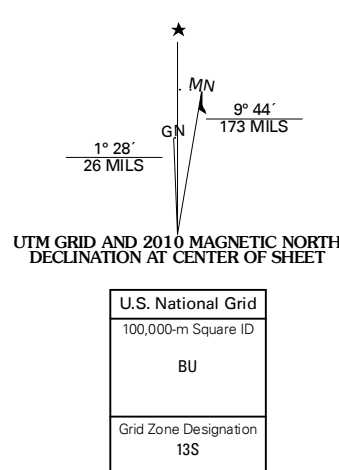 MN
9° 44´
173 MILS
GN
1° 28´
26 MILS
UTM GRID AND 2010 MAGNETIC NORTH
DECLINATION AT CENTER OF SHEET
U.S. National Grid
100,000-m Square ID
BU
Grid Zone Designation
13S